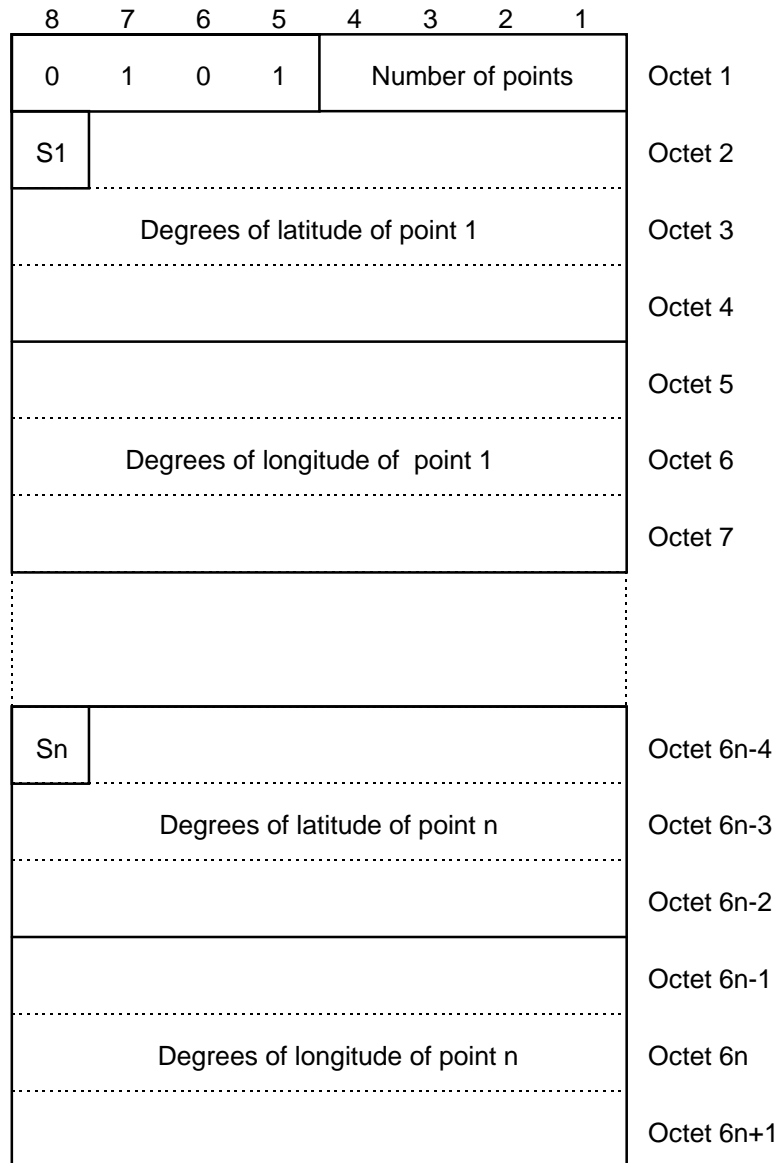 8 7 6 5 4 3 2 1
0 1 0 1 Number of points Octet 1
S1 Octet 2
Degrees of latitude of point 1 Octet 3
Octet 4
Octet 5
Degrees of longitude of point 1 Octet 6
Octet 7
Sn Octet 6n-4
Degrees of latitude of point n Octet 6n-3
Octet 6n-2
Octet 6n-1
Degrees of longitude of point n Octet 6n
Octet 6n+1